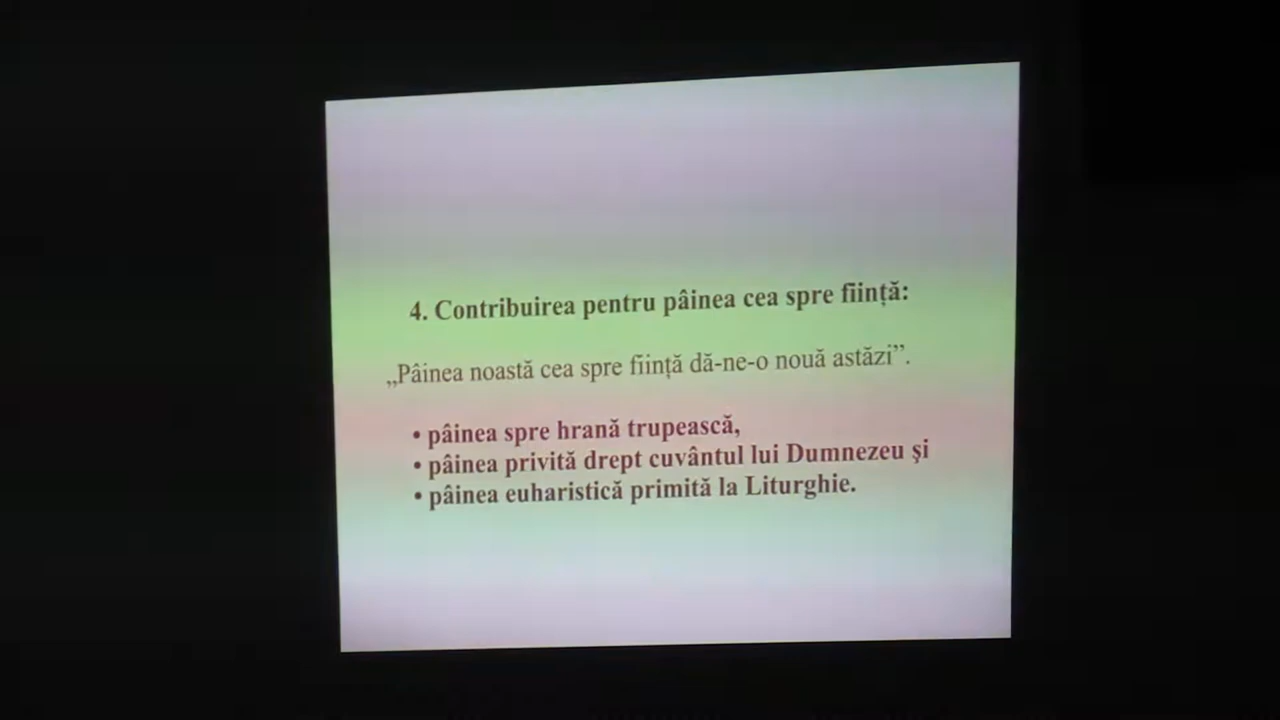 4. Contribuirea pentru pâinea cea spre ființă:
„Pâinea noastă cea spre ființă dă-ne-o nouă astăzi”.
• pâinea spre hrană trupească,
• pâinea privită drept cuvântul lui Dumnezeu şi
• pâinea euharistică primită la Liturghie.